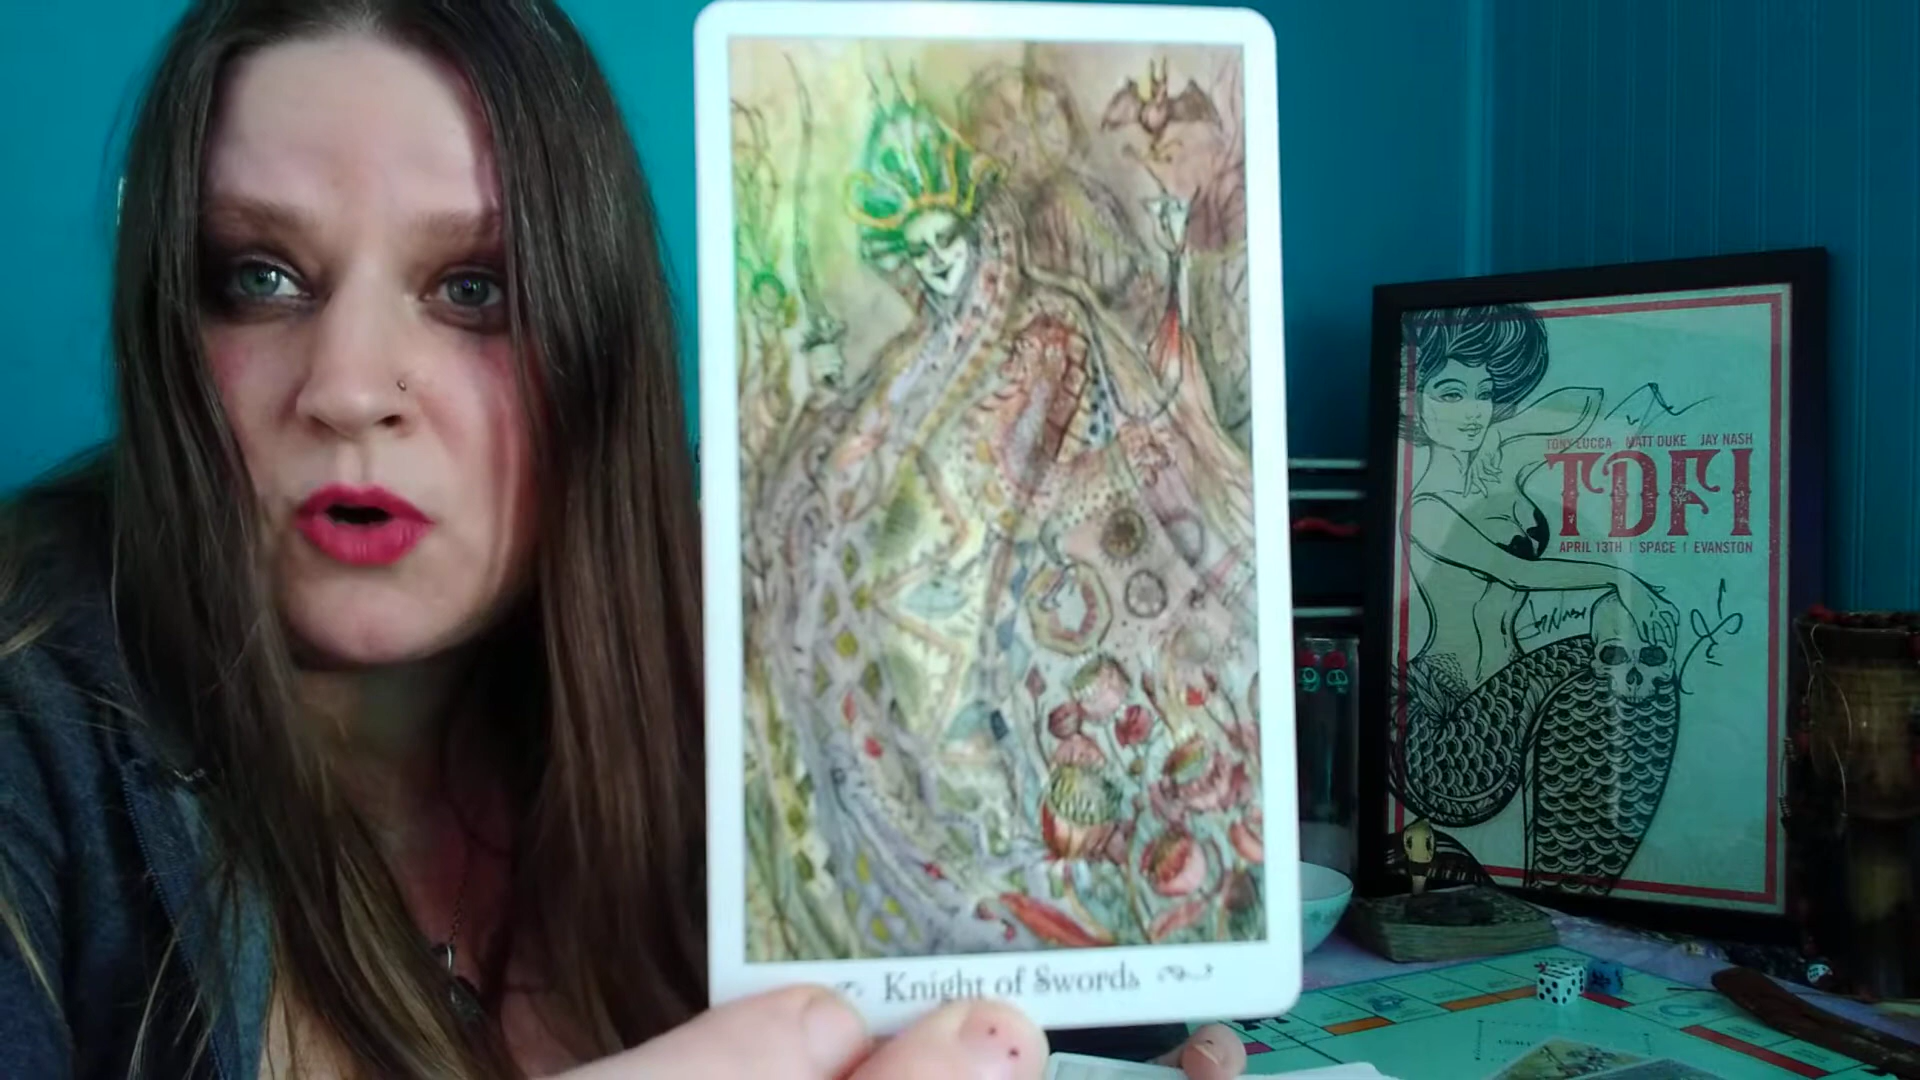 Knight of Swords
TONY LUCCA MATT DUKE JAY NASH
TDFI
APRIL 13TH | SPACE | EVANSTON